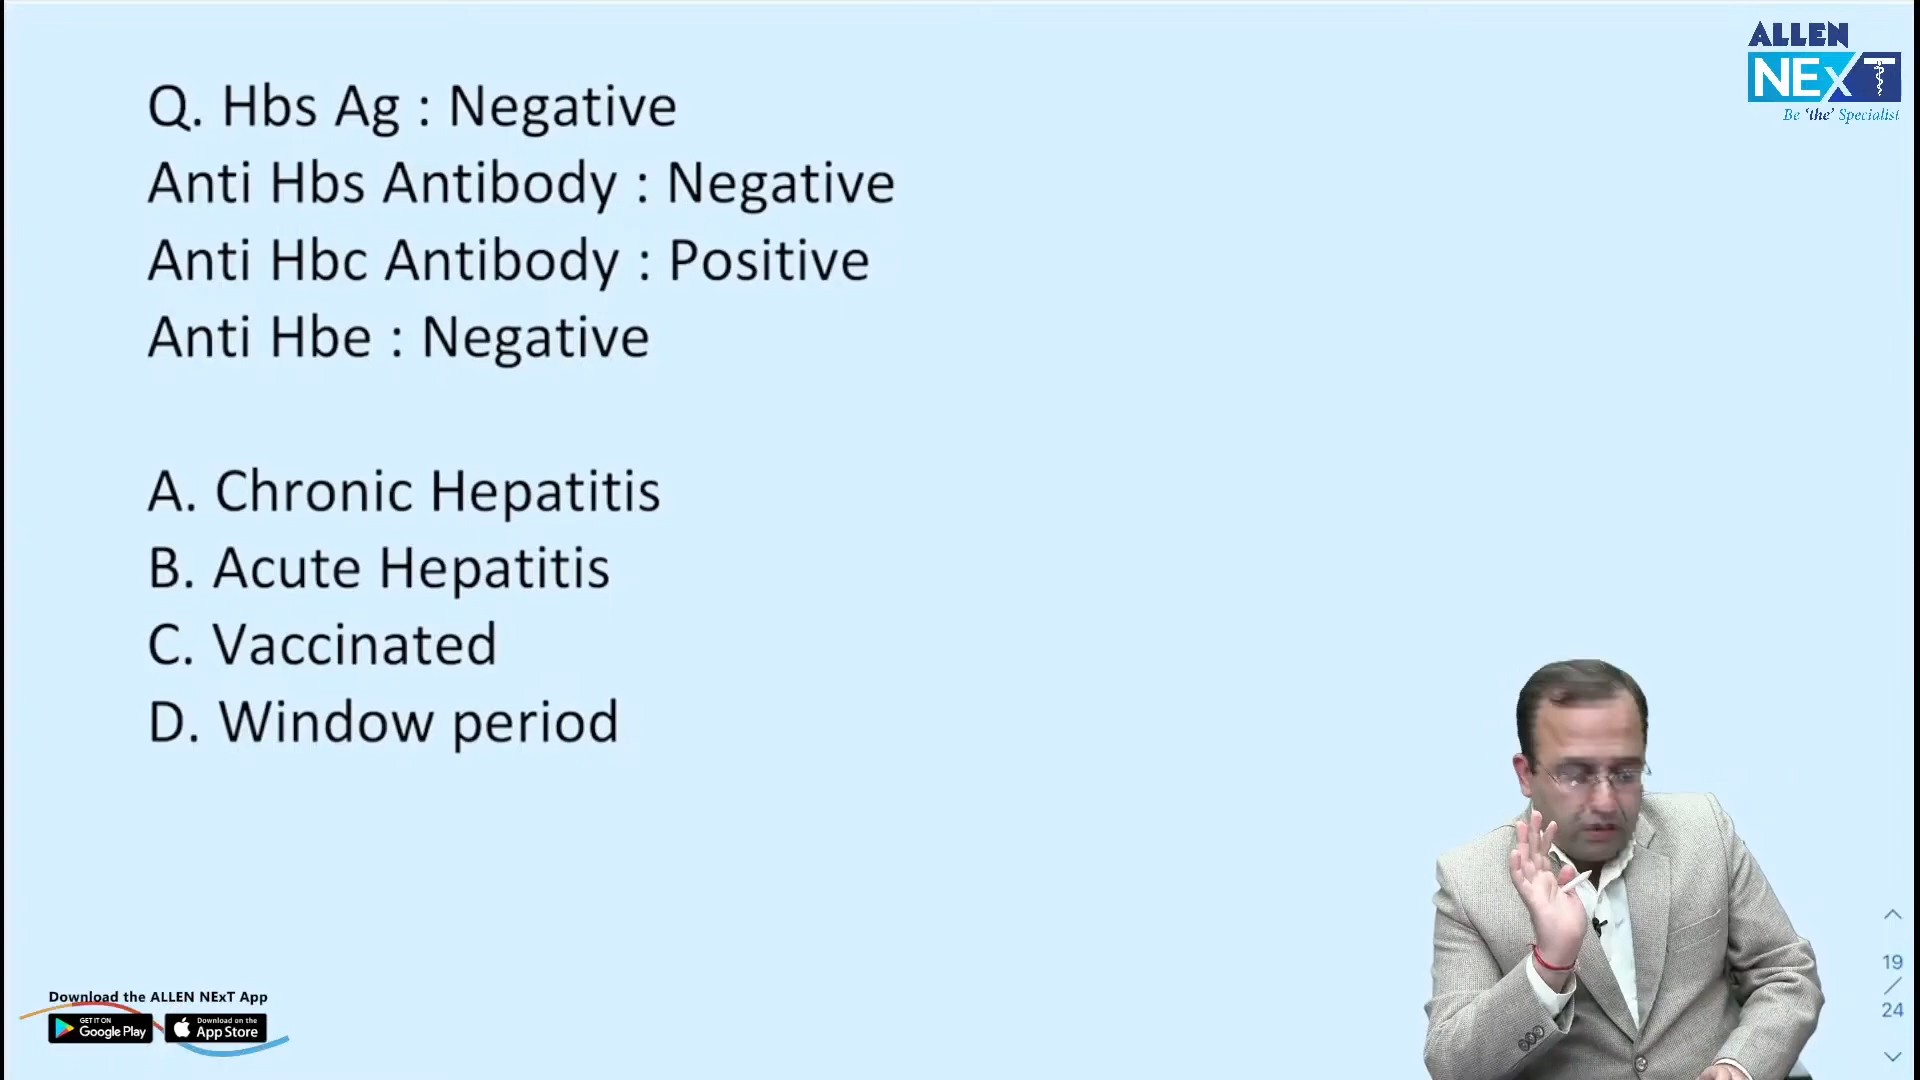 ALLEN
NEXT
Be 'the' Specialist
Q. Hbs Ag : Negative
Anti Hbs Antibody : Negative
Anti Hbc Antibody : Positive
Anti Hbe : Negative
A. Chronic Hepatitis
B. Acute Hepatitis
C. Vaccinated
D. Window period
19
/
24
Download the ALLEN NExT App
GET IT ON
Google Play
Download on the
App Store